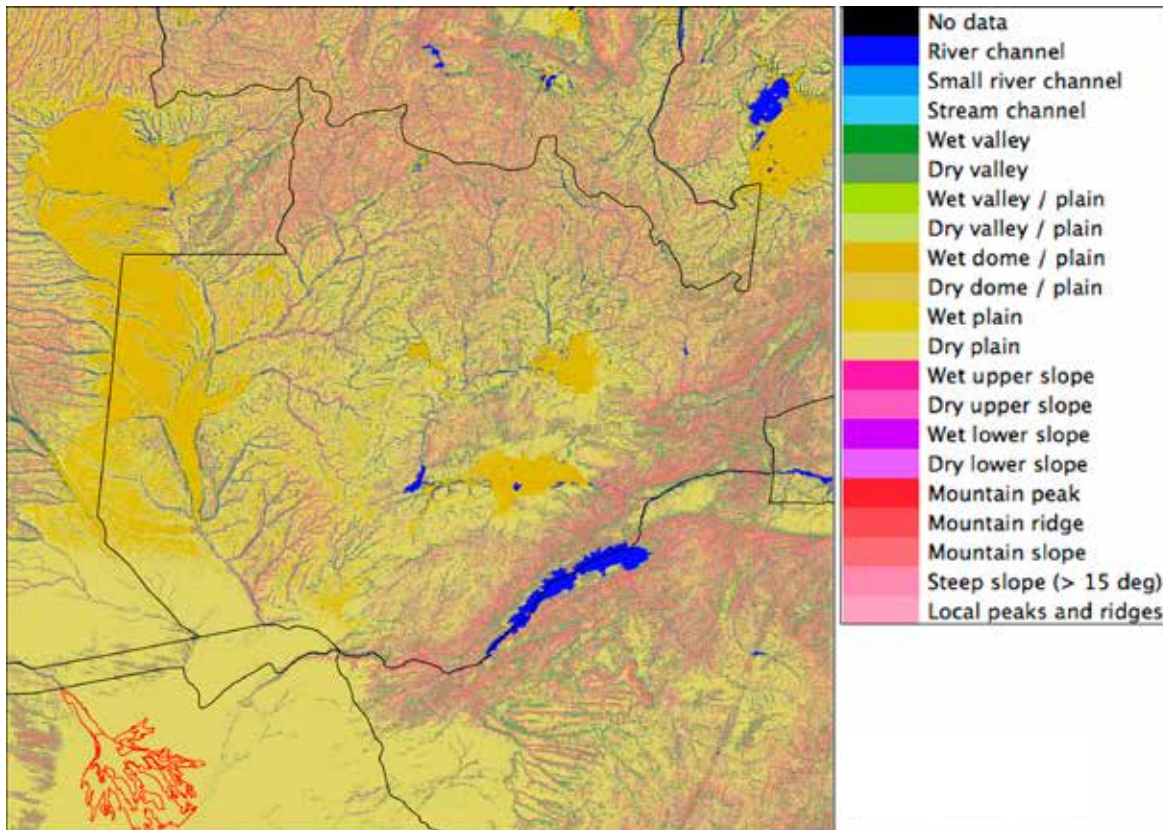 No data
River channel
Small river channel
Stream channel
Wet valley
Dry valley
Wet valley / plain
Dry valley / plain
Wet dome / plain
Dry dome / plain
Wet plain
Dry plain
Wet upper slope
Dry upper slope
Wet lower slope
Dry lower slope
Mountain peak
Mountain ridge
Mountain slope
Steep slope (> 15 deg)
Local peaks and ridges